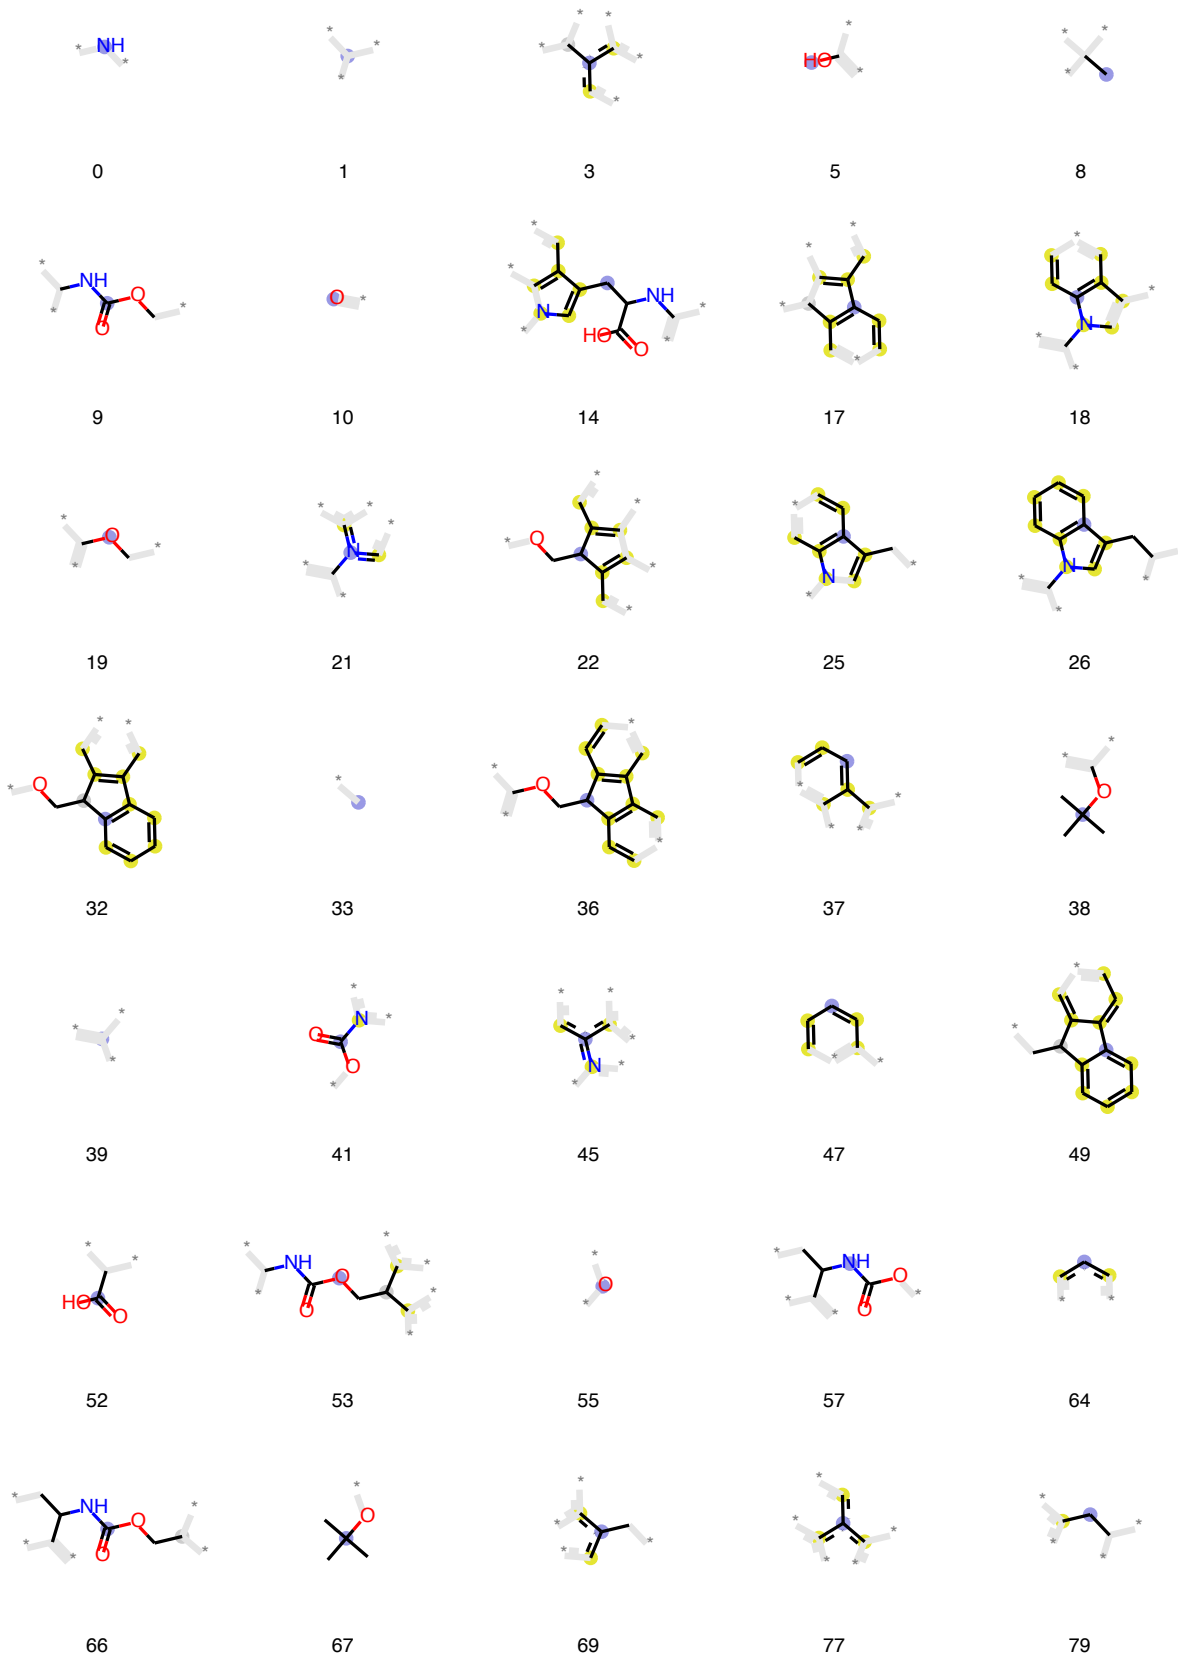 * NH *
* * *
* * * *
HO * *
* * *
0 1 3 5 8
* * NH O O *
O *
* * * N NH HO O * *
* * *
* N * * *
9 10 14 17 18
* * O *
* * * * N *
* O * * * *
* N * *
N * * * *
19 21 22 25 26
* O * *
*
* * O * *
* * * *
* * O
32 33 36 37 38
* * *
* O N * O *
* * N * *
* *
* *
39 41 45 47 49
* * HO O
* * NH O O * * *
* O *
* * NH O O *
* *
52 53 55 57 64
* * NH O O * *
* O
* * *
* * * * *
* * * *
66 67 69 77 79